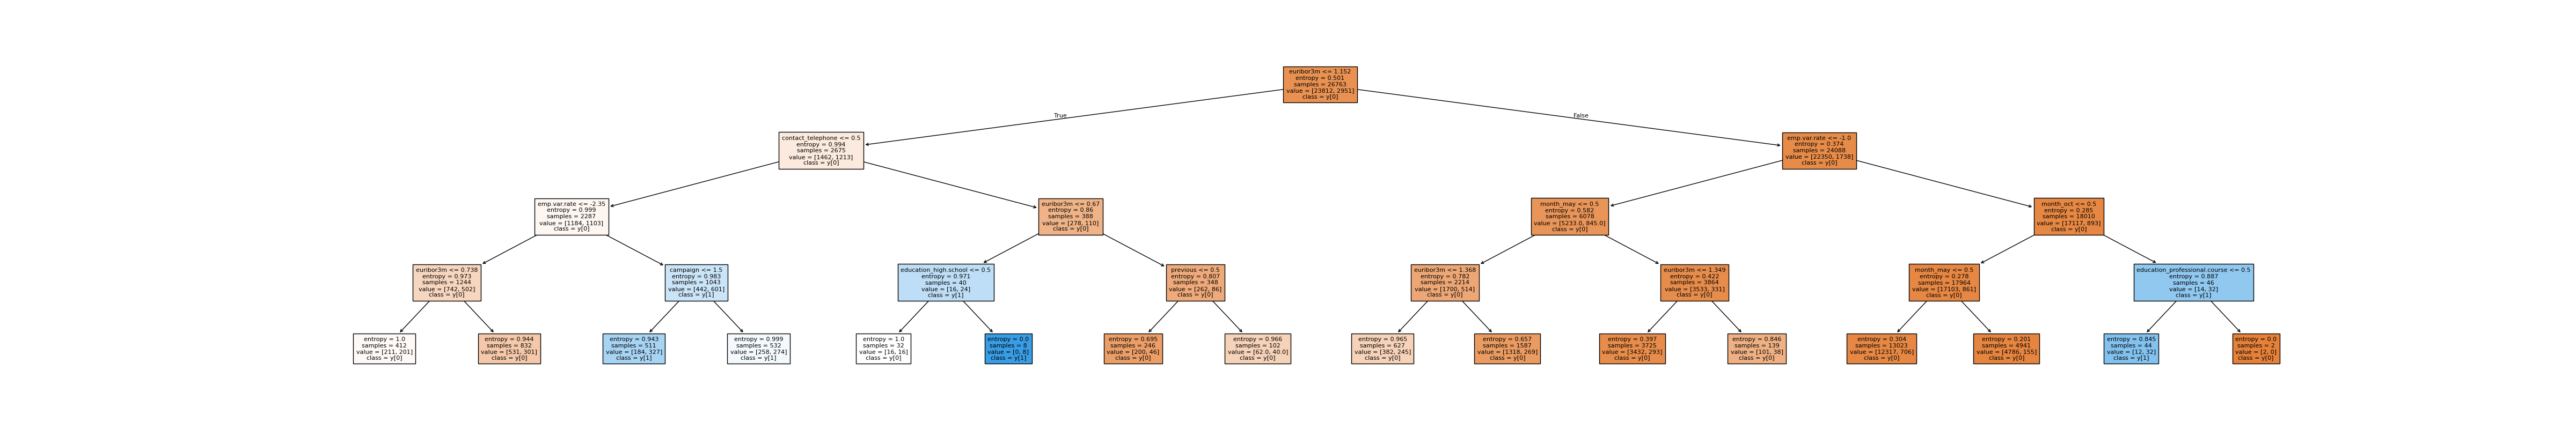 euribor3m <= 1.152
entropy = 0.501
samples = 26763
value = [23812, 2951]
class = y[0]
True
False
contact_telephone <= 0.5
entropy = 0.994
samples = 2675
value = [1462, 1213]
class = y[0]
emp.var.rate <= -1.0
entropy = 0.374
samples = 24088
value = [22350, 1738]
class = y[0]
emp.var.rate <= -2.35
entropy = 0.999
samples = 2287
value = [1184, 1103]
class = y[0]
euribor3m <= 0.67
entropy = 0.86
samples = 388
value = [278, 110]
class = y[0]
month_may <= 0.5
entropy = 0.582
samples = 6078
value = [5233.0, 845.0]
class = y[0]
month_oct <= 0.5
entropy = 0.285
samples = 18010
value = [17117, 893]
class = y[0]
euribor3m <= 0.738
entropy = 0.973
samples = 1244
value = [742, 502]
class = y[0]
campaign <= 1.5
entropy = 0.983
samples = 1043
value = [442, 601]
class = y[1]
education_high.school <= 0.5
entropy = 0.971
samples = 40
value = [16, 24]
class = y[1]
previous <= 0.5
entropy = 0.807
samples = 348
value = [262, 86]
class = y[0]
euribor3m <= 1.368
entropy = 0.782
samples = 2214
value = [1700, 514]
class = y[0]
euribor3m <= 1.349
entropy = 0.422
samples = 3864
value = [3533, 331]
class = y[0]
month_may <= 0.5
entropy = 0.278
samples = 17964
value = [17103, 861]
class = y[0]
education_professional.course <= 0.5
entropy = 0.887
samples = 46
value = [14, 32]
class = y[1]
entropy = 1.0
samples = 412
value = [211, 201]
class = y[0]
entropy = 0.944
samples = 832
value = [531, 301]
class = y[0]
entropy = 0.943
samples = 511
value = [184, 327]
class = y[1]
entropy = 0.999
samples = 532
value = [258, 274]
class = y[1]
entropy = 1.0
samples = 32
value = [16, 16]
class = y[0]
entropy = 0.0
samples = 8
value = [0, 8]
class = y[1]
entropy = 0.695
samples = 246
value = [200, 46]
class = y[0]
entropy = 0.966
samples = 102
value = [62.0, 40.0]
class = y[0]
entropy = 0.965
samples = 627
value = [382, 245]
class = y[0]
entropy = 0.657
samples = 1587
value = [1318, 269]
class = y[0]
entropy = 0.397
samples = 3725
value = [3432, 293]
class = y[0]
entropy = 0.846
samples = 139
value = [101, 38]
class = y[0]
entropy = 0.304
samples = 13023
value = [12317, 706]
class = y[0]
entropy = 0.201
samples = 4941
value = [4786, 155]
class = y[0]
entropy = 0.845
samples = 44
value = [12, 32]
class = y[1]
entropy = 0.0
samples = 2
value = [2, 0]
class = y[0]